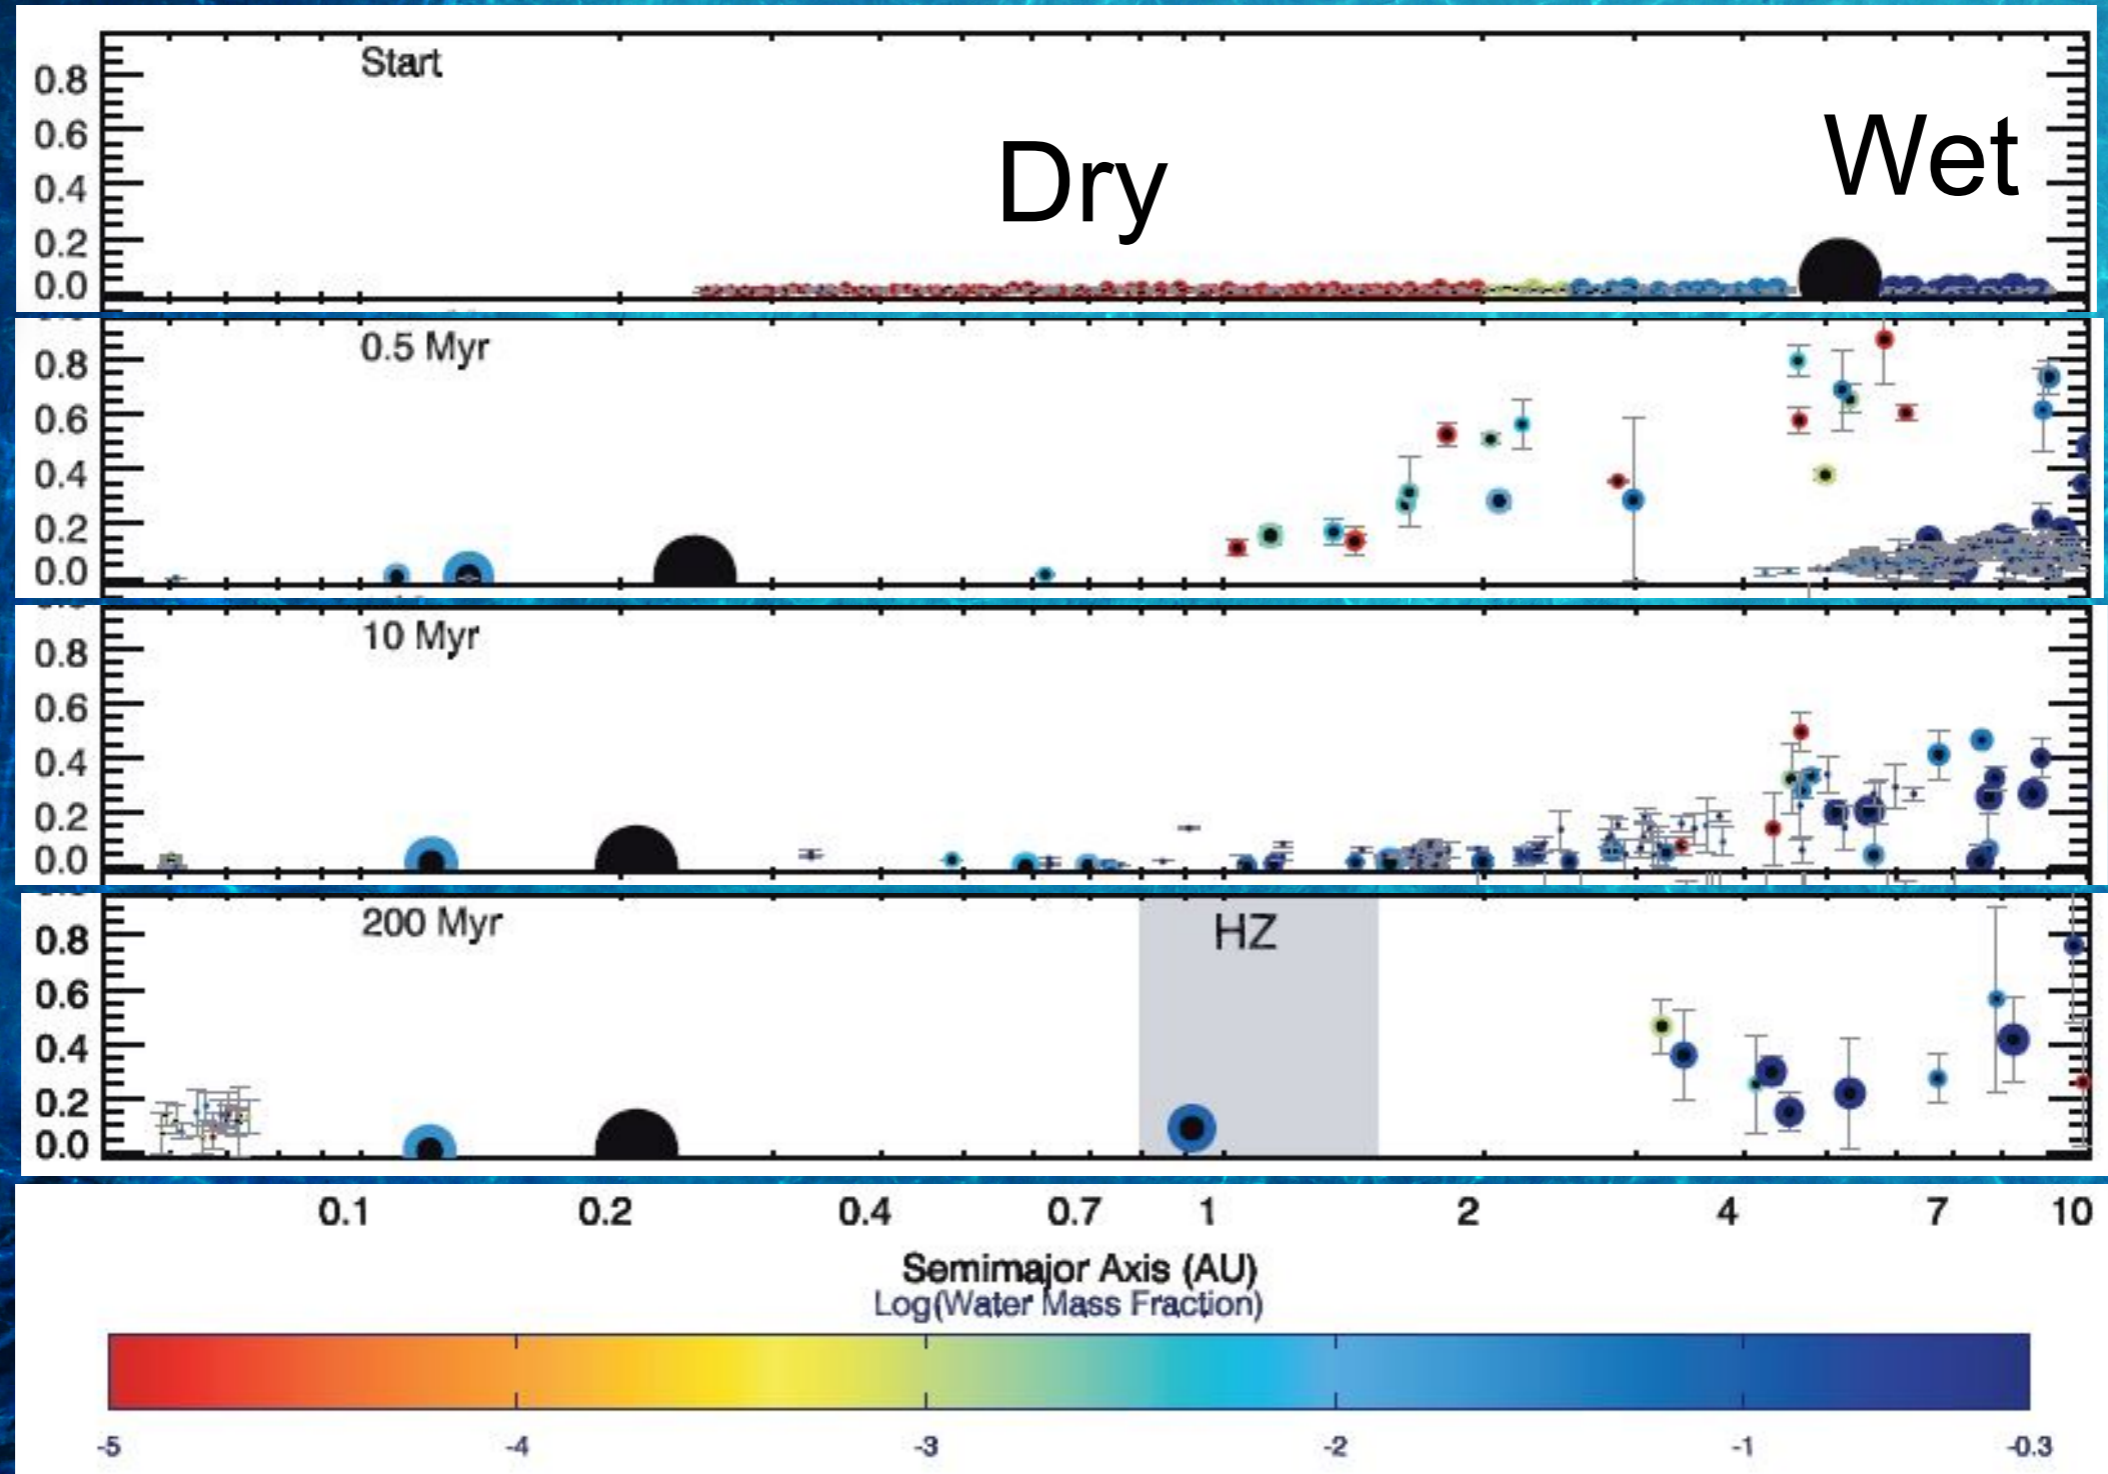 Start
Dry
Wet
0.8
0.6
0.4
0.2
0.0
0.5 Myr
0.8
0.6
0.4
0.2
0.0
10 Myr
0.8
0.6
0.4
0.2
0.0
200 Myr
HZ
0.8
0.6
0.4
0.2
0.0
0.1 0.2 0.4 0.7 1 2 4 7 10
Semimajor Axis (AU)
Log(Water Mass Fraction)
-5 -4 -3 -2 -1 -0.3